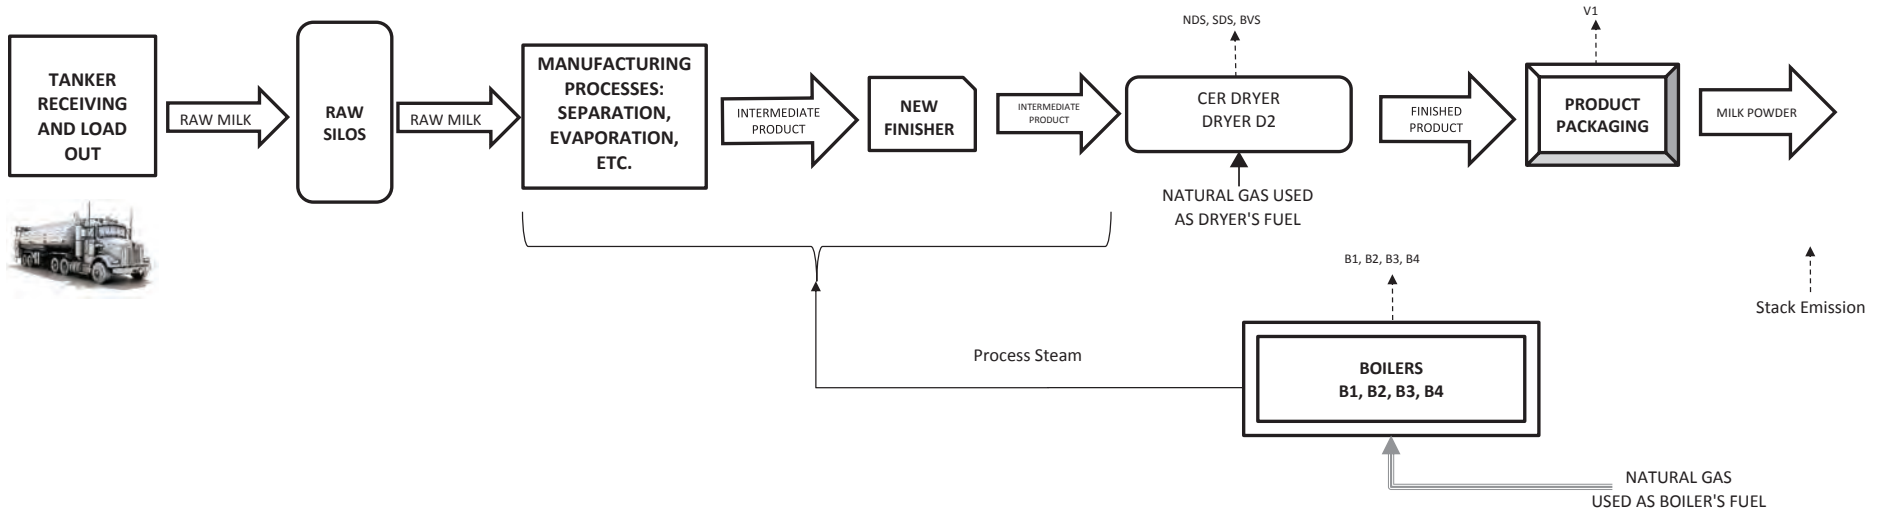 TANKER
RECEIVING
AND LOAD
OUT
RAW MILK
RAW
SILOS
RAW MILK
MANUFACTURING
PROCESSES:
SEPARATION,
EVAPORATION,
ETC.
INTERMEDIATE
PRODUCT
NEW
FINISHER
INTERMEDIATE
PRODUCT
NDS, SDS, BVS
CER DRYER
DRYER D2
NATURAL GAS USED
AS DRYER'S FUEL
FINISHED
PRODUCT
V1
PRODUCT
PACKAGING
MILK POWDER
Stack Emission
B1, B2, B3, B4
Process Steam
BOILERS
B1, B2, B3, B4
NATURAL GAS
USED AS BOILER'S FUEL